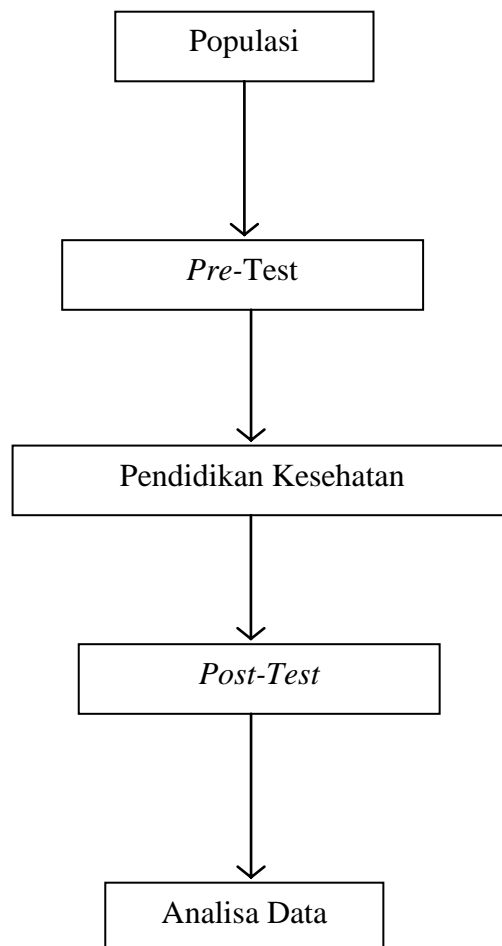 Populasi
Pre-Test
Pendidikan Kesehatan
Post-Test
Analisa Data